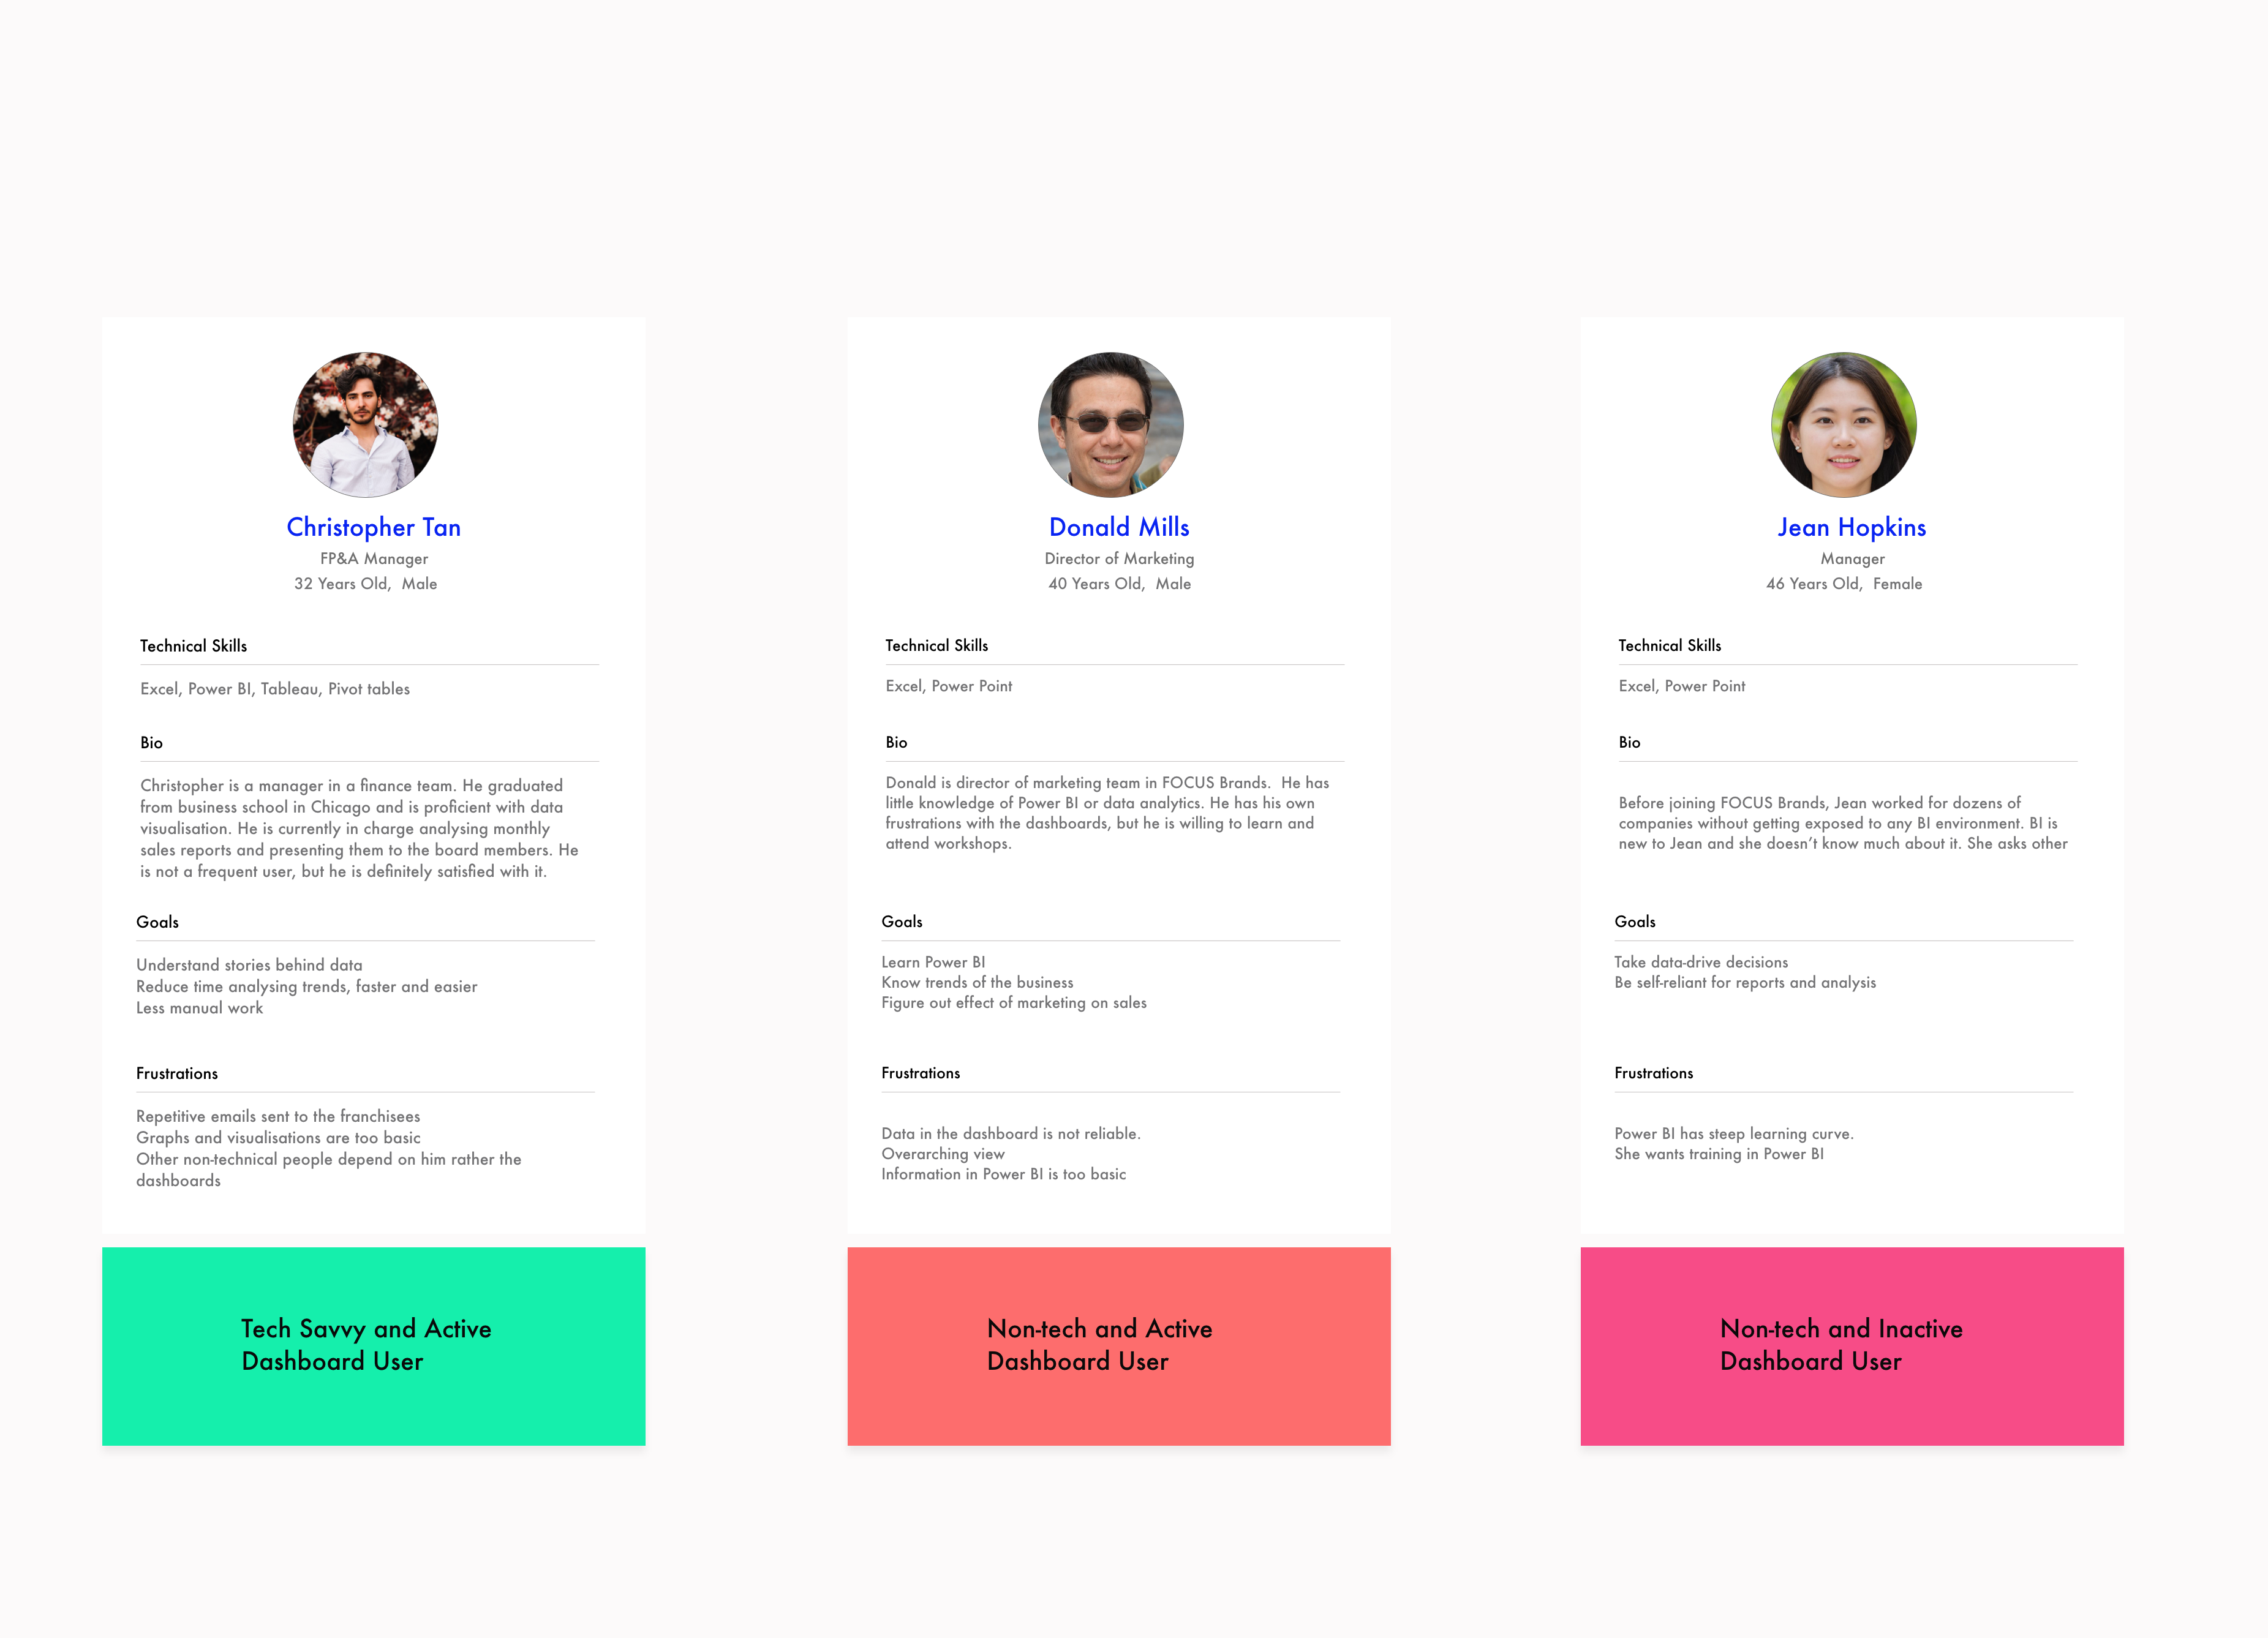 Christopher Tan
FP&A Manager
32 Years Old,  Male
Technical Skills
Excel, Power BI, Tableau, Pivot tables
Bio
Christopher is a manager in a finance team. He graduated
from business school in Chicago and is proficient with data
visualisation. He is currently in charge analysing monthly
sales reports and presenting them to the board members. He
is not a frequent user, but he is definitely satisfied with it.
Goals
Understand stories behind data
Reduce time analysing trends, faster and easier
Less manual work
Frustrations
Repetitive emails sent to the franchisees
Graphs and visualisations are too basic
Other non-technical people depend on him rather the
dashboards
Tech Savvy and Active
Dashboard User
Donald Mills
Director of Marketing
40 Years Old,  Male
Technical Skills
Excel, Power Point
Bio
Donald is director of marketing team in FOCUS Brands.  He has
little knowledge of Power BI or data analytics. He has his own
frustrations with the dashboards, but he is willing to learn and
attend workshops.
Goals
Learn Power BI
Know trends of the business
Figure out effect of marketing on sales
Frustrations
Data in the dashboard is not reliable.
Overarching view
Information in Power BI is too basic
Non-tech and Active
Dashboard User
Jean Hopkins
Manager
46 Years Old,  Female
Technical Skills
Excel, Power Point
Bio
Before joining FOCUS Brands, Jean worked for dozens of
companies without getting exposed to any BI environment. BI is
new to Jean and she doesn’t know much about it. She asks other
Goals
Take data-drive decisions
Be self-reliant for reports and analysis
Frustrations
Power BI has steep learning curve.
She wants training in Power BI
Non-tech and Inactive
Dashboard User